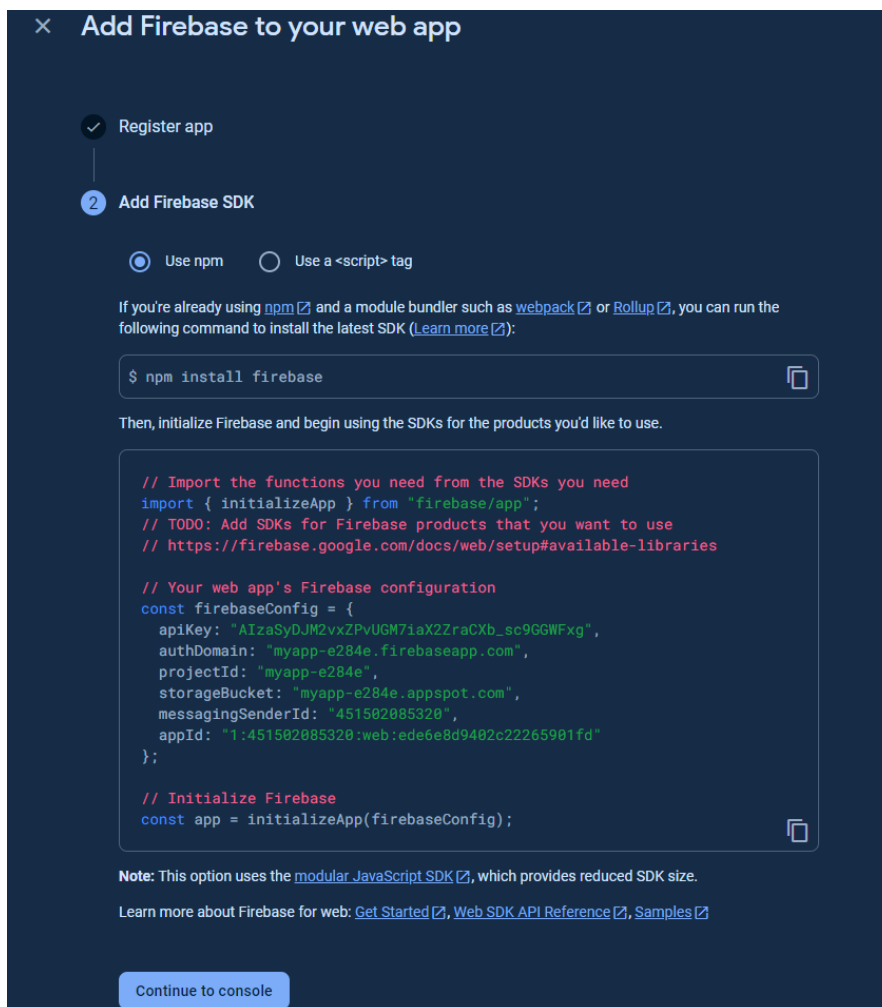 Add Firebase to your web app
Register app
2 Add Firebase SDK
Use npm Use a <script> tag
If you're already using npm and a module bundler such as webpack or Rollup, you can run the
following command to install the latest SDK (Learn more):
$ npm install firebase
Then, initialize Firebase and begin using the SDKs for the products you'd like to use.
// Import the functions you need from the SDKs you need
import { initializeApp } from "firebase/app";
// TODO: Add SDKs for Firebase products that you want to use
// https://firebase.google.com/docs/web/setup#available-libraries
// Your web app's Firebase configuration
const firebaseConfig = {
apiKey: "AIzaSyDJM2vxZPvUGM7iaX2ZraCXb_sc9GGWFxg",
authDomain: "myapp-e284e.firebaseapp.com",
projectId: "myapp-e284e",
storageBucket: "myapp-e284e.appspot.com",
messagingSenderId: "451502085320",
appId: "1:451502085320:web:ede6e8d9402c22265901fd"
};
// Initialize Firebase
const app = initializeApp(firebaseConfig);
Note: This option uses the modular JavaScript SDK, which provides reduced SDK size.
Learn more about Firebase for web: Get Started, Web SDK API Reference, Samples
Continue to console